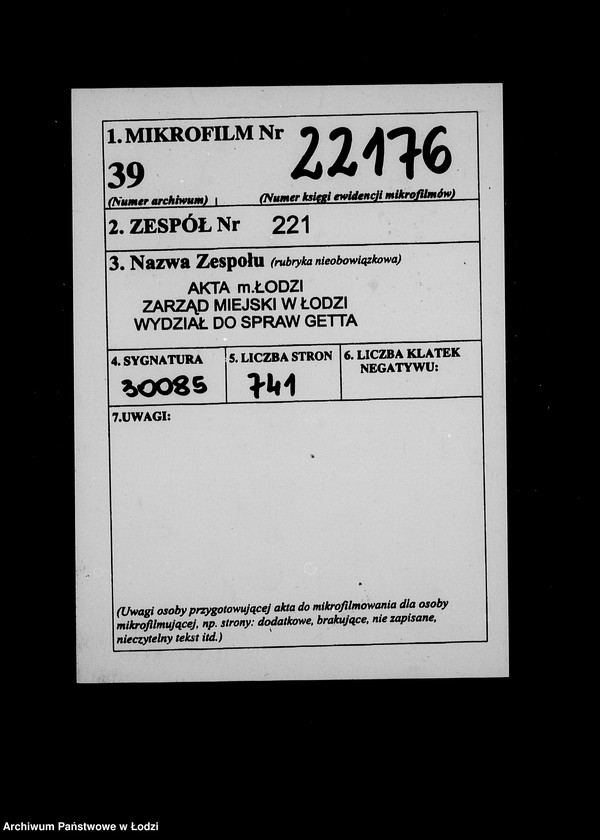 1. MIKROFILM Nr 22176
39
(Numer archiwum) (Numer księgi ewidencji mikrofilmów)
2. ZESPÓŁ Nr 221
3. Nazwa Zespołu (rubryka nieobowiązkowa)
AKTA m.ŁODZI
ZARZĄD MIEJSKI W ŁODZI
WYDZIAŁ DO SPRAW GETTA
4. SYGNATURA 5. LICZBA STRON 6. LICZBA KLATEK
NEGATYWU:
30085 741
7.UWAGI:
(Uwagi osoby przygotowującej akta do mikrofilmowania dla osoby
mikrofilmującej, np. strony: dodatkowe, brakujące, nie zapisane,
nieczytelny tekst itd.)
Archiwum Państwowe w Łodzi